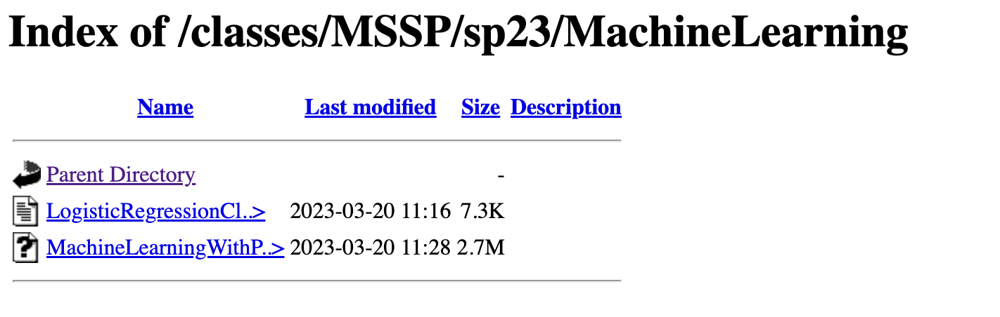 Index of /classes/MSSP/sp23/MachineLearning
Name Last modified Size Description
Parent Directory -
LogisticRegressionCl..> 2023-03-20 11:16 7.3K
MachineLearningWithP..> 2023-03-20 11:28 2.7M